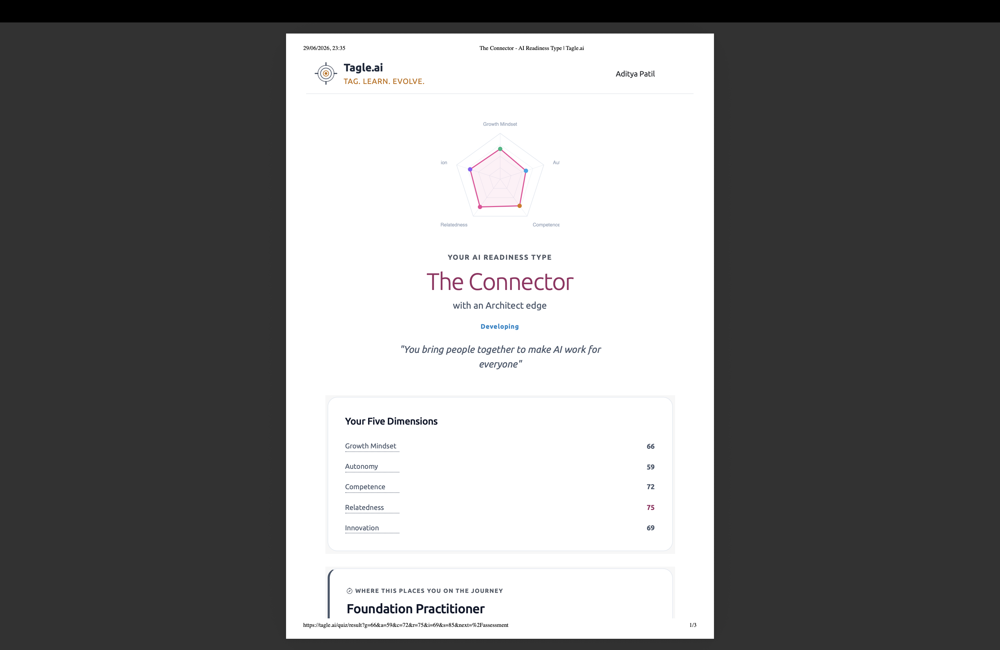 29/06/2026, 23:35
The Connector - AI Readiness Type | Tagle.ai
Tagle.ai
TAG. LEARN. EVOLVE.
Aditya Patil
Growth Mindset
ion
Aut
Relatedness
Competence
YOUR AI READINESS TYPE
The Connector
with an Architect edge
Developing
"You bring people together to make AI work for
everyone"
Your Five Dimensions
Growth Mindset 66
Autonomy 59
Competence 72
Relatedness 75
Innovation 69
WHERE THIS PLACES YOU ON THE JOURNEY
Foundation Practitioner
https://tagle.ai/quiz/result?g=66&a=59&c=72&r=75&i=69&s=85&next=%2Fassessment
1/3